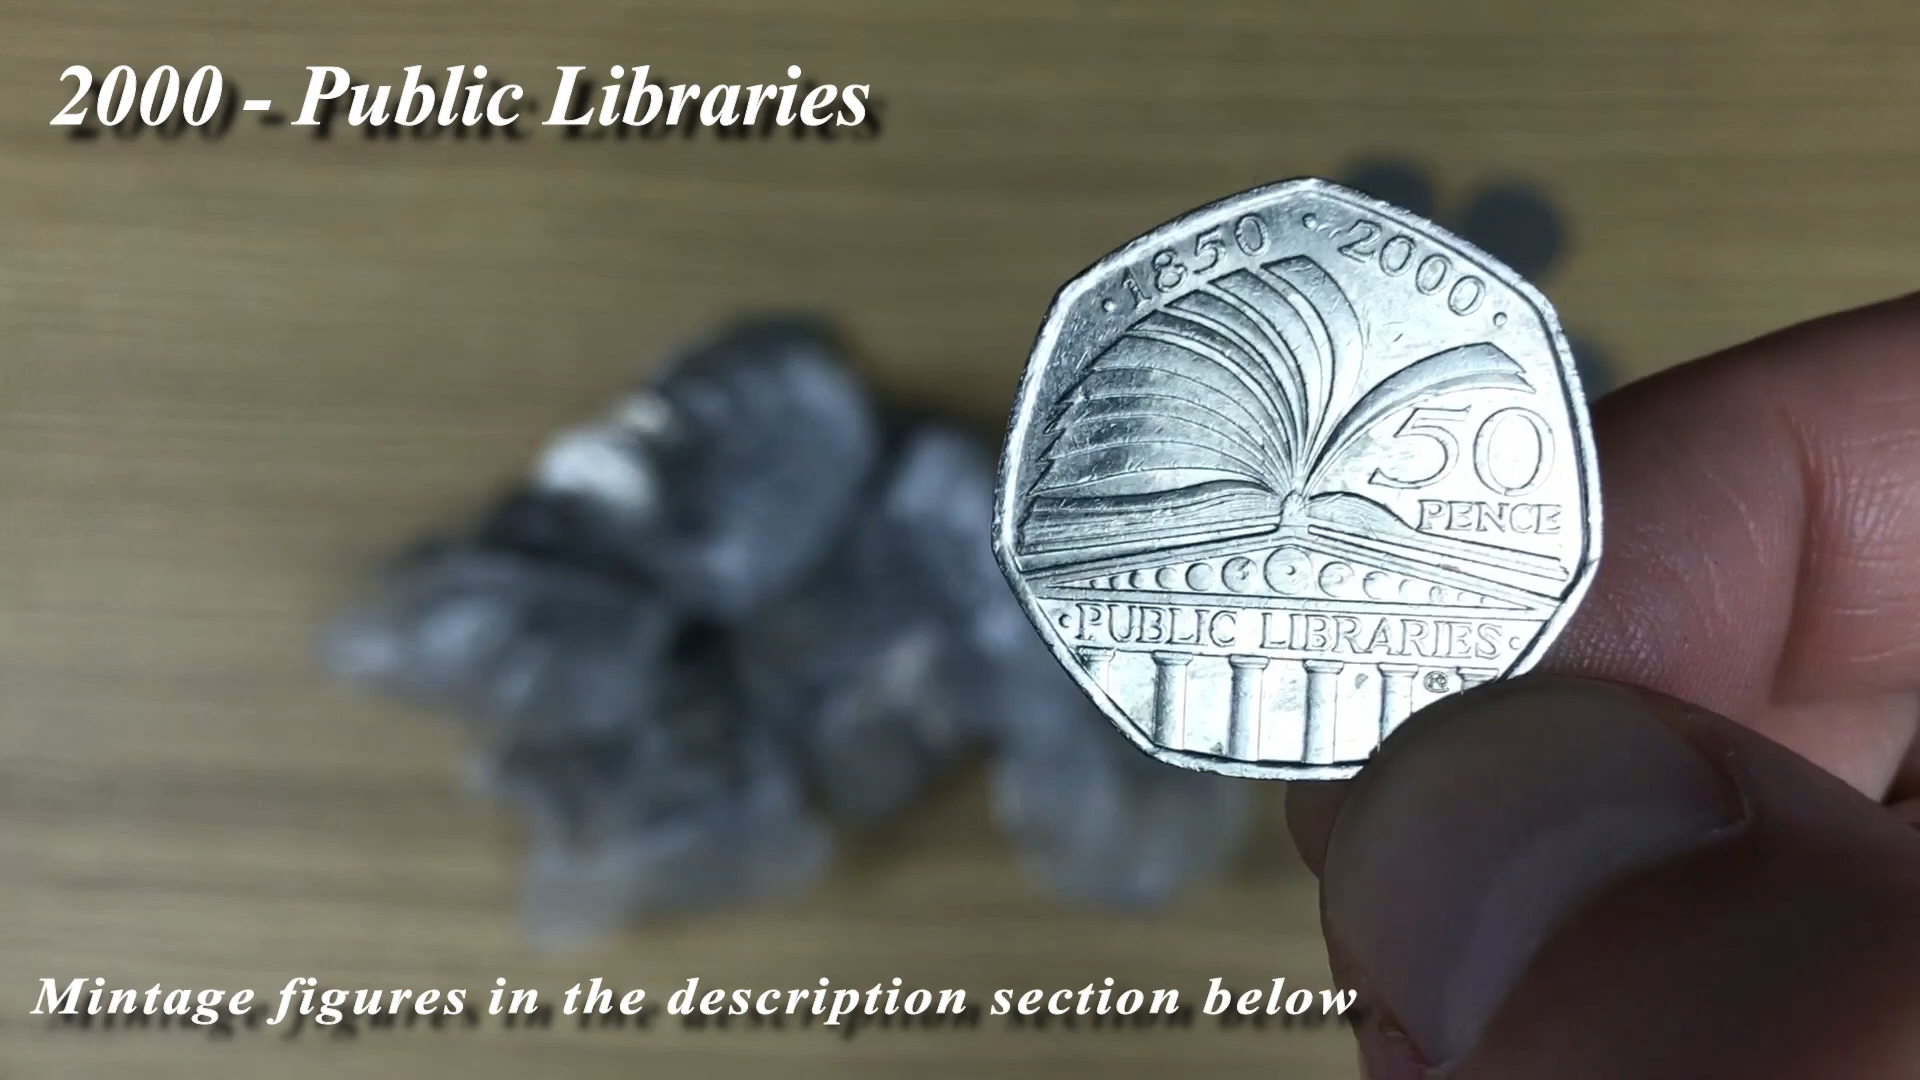 2000 - Public Libraries
·1850 · 2000·
50
PENCE
·PUBLIC LIBRARIES·
Mintage figures in the description section below